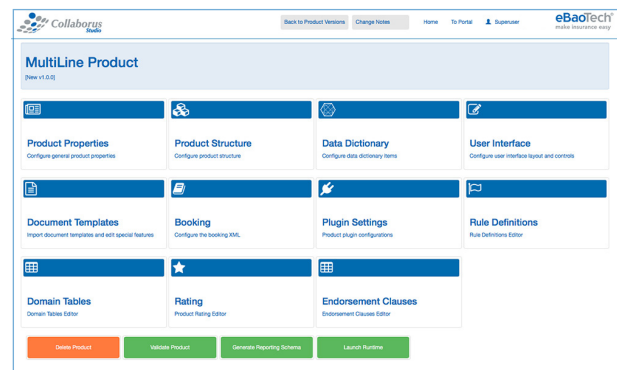 Collaborus
Studio
Back to Product Versions
Change Notes
Home
To Portal
Superuser
eBaoTech®
make insurance easy
MultiLine Product
[New v1.0.0]
Product Properties
Configure general product properties
Product Structure
Configure product structure
Data Dictionary
Configure data dictionary items
User Interface
Configure user interface layout and controls
Document Templates
Import document templates and edit special features
Booking
Configure the booking XML
Plugin Settings
Product plugin configurations
Rule Definitions
Rule Definitions Editor
Domain Tables
Domain Tables Editor
Rating
Product Rating Editor
Endorsement Clauses
Endorsement Clauses Editor
Delete Product
Validate Product
Generate Reporting Schema
Launch Runtime